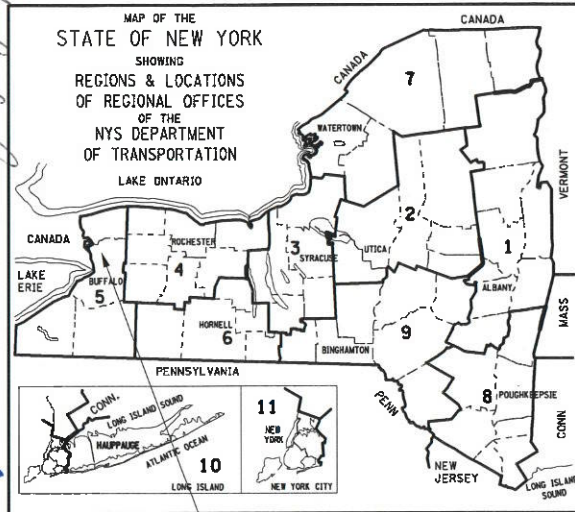 MAP OF THE
STATE OF NEW YORK
SHOWING
REGIONS & LOCATIONS
OF REGIONAL OFFICES
OF THE
NYS DEPARTMENT
OF TRANSPORTATION
LAKE ONTARIO
CANADA
CANADA
7
WATERTOWN
VERMONT
2
CANADA
ROCHESTER
3
SYRACUSE
UTICA
1
LAKE
ERIE
BUFFALO
4
5
ALBANY
MASS
HORNELL
6
9
BINGHAMTON
PENNSYLVANIA
PENN
8
POUGHKEEPSIE
CONN
NEW
JERSEY
LONG ISLAND
SOUND
CONN.
LONG ISLAND SOUND
HAUPPAUGE
ATLANTIC OCEAN
10
LONG ISLAND
11
NEW
YORK
NEW YORK CITY